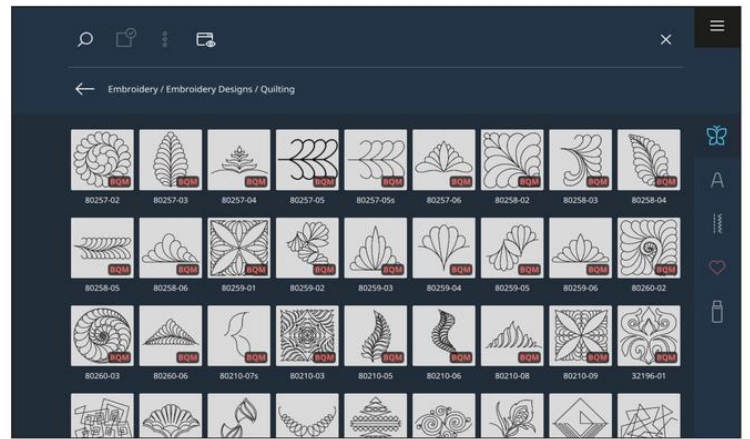 Embroidery / Embroidery Designs / Quilting
A
BQM BQM BQM BQM BQM BQM BQM BQM BQM
80257-02 80257-03 80257-04 80257-05 80257-05s 80257-06 80258-02 80258-03 80258-04
BQM BQM BQM BQM BQM BQM BQM BQM BQM
80258-05 80258-06 80259-01 80259-02 80259-03 80259-04 80259-05 80259-06 80260-02
BQM BQM BQM BQM BQM BQM BQM BQM BQM
80260-03 80260-06 80210-07s 80210-03 80210-05 80210-06 80210-08 80210-09 32196-01